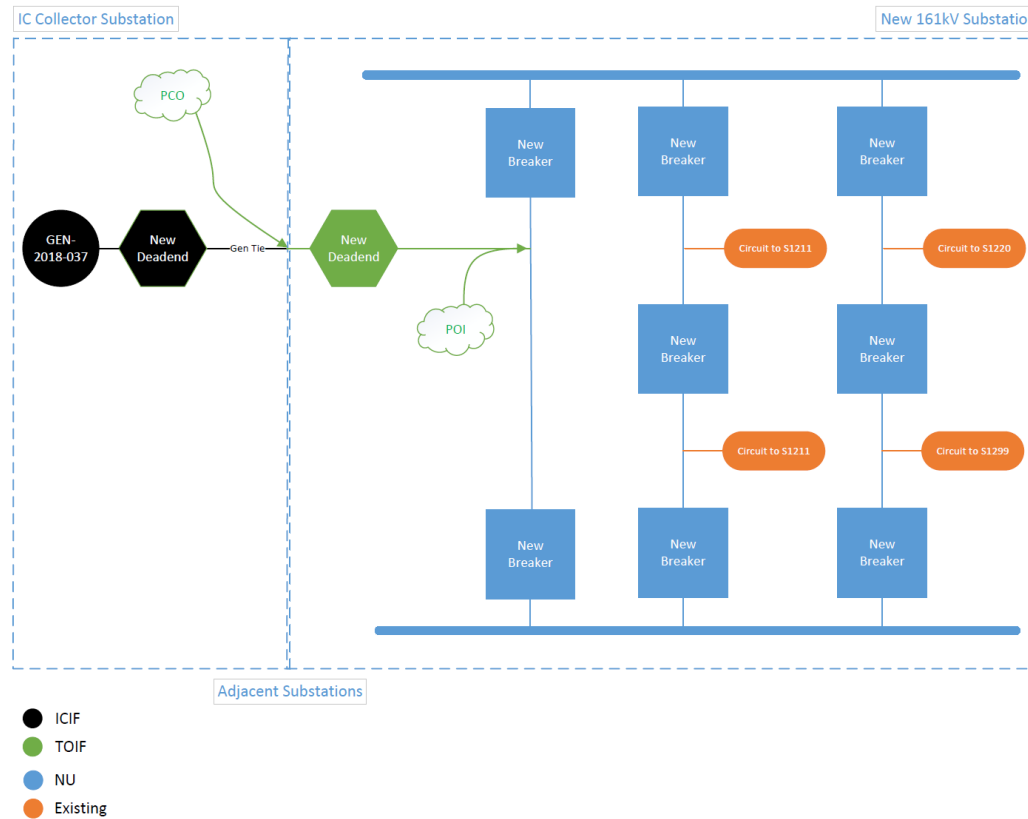 IC Collector Substation
New 161kV Substatio
PCO
New
Breaker
New
Breaker
New
Breaker
GEN-
2018-037
New
Deadend
Gen Tie
New
Deadend
Circuit to S1211
Circuit to S1220
POI
New
Breaker
New
Breaker
Circuit to S1211
Circuit to S1299
New
Breaker
New
Breaker
New
Breaker
Adjacent Substations
ICIF
TOIF
NU
Existing